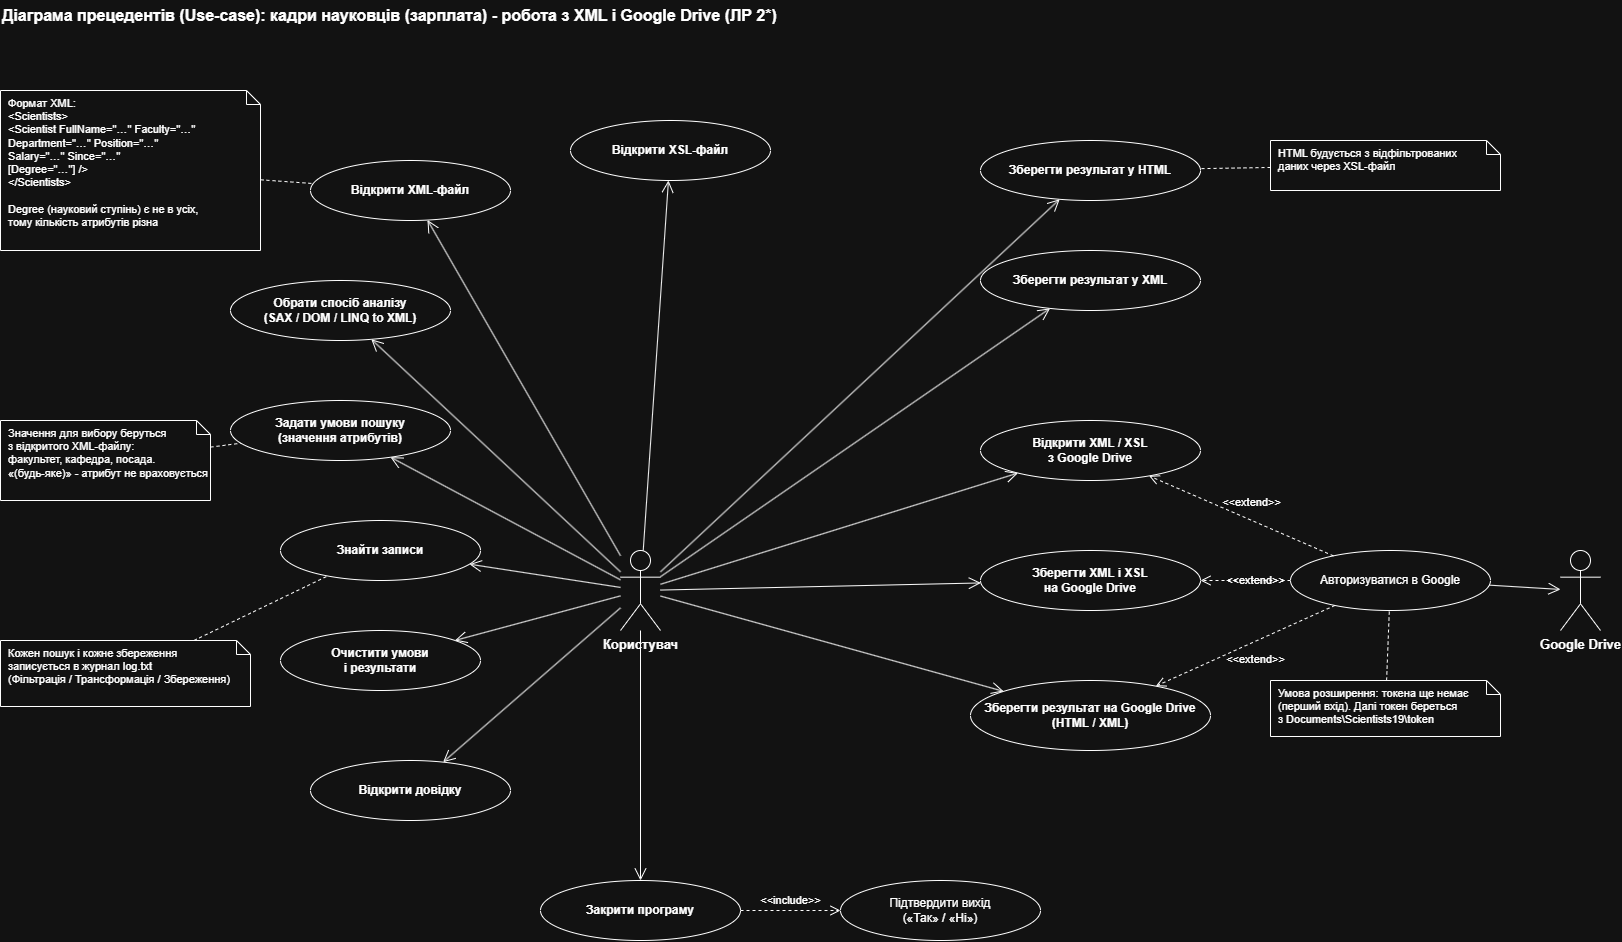 Діаграма прецедентів (Use-case): кадри науковців (зарплата) - робота з XML і Google Drive (ЛР 2*)
Формат XML:
<Scientists>
<Scientist FullName="..." Faculty="..."
Department="..." Position="..."
Salary="..." Since="..."
[Degree="..."] />
</Scientists>
Degree (науковий ступінь) є не в усіх,
тому кількість атрибутів різна
Відкрити XML-файл
Відкрити XSL-файл
Зберегти результат у HTML
HTML будується з відфільтрованих
даних через XSL-файл
Обрати спосіб аналізу
(SAX / DOM / LINQ to XML)
Зберегти результат у XML
Значення для вибору беруться
з відкритого XML-файлу:
факультет, кафедра, посада.
«(будь-яке)» - атрибут не враховується
Задати умови пошуку
(значення атрибутів)
Відкрити XML / XSL
з Google Drive
<<extend>>
Знайти записи
Зберегти XML і XSL
на Google Drive
<<extend>>
Авторизуватися в Google
Користувач
Google Drive
Кожен пошук і кожне збереження
записується в журнал log.txt
(Фільтрація / Трансформація / Збереження)
Очистити умови
і результати
<<extend>>
Зберегти результат на Google Drive
(HTML / XML)
Умова розширення: токена ще немає
(перший вхід). Далі токен береться
з Documents\Scientists19\token
Відкрити довідку
Закрити програму
<<include>>
Підтвердити вихід
(«Так» / «Ні»)